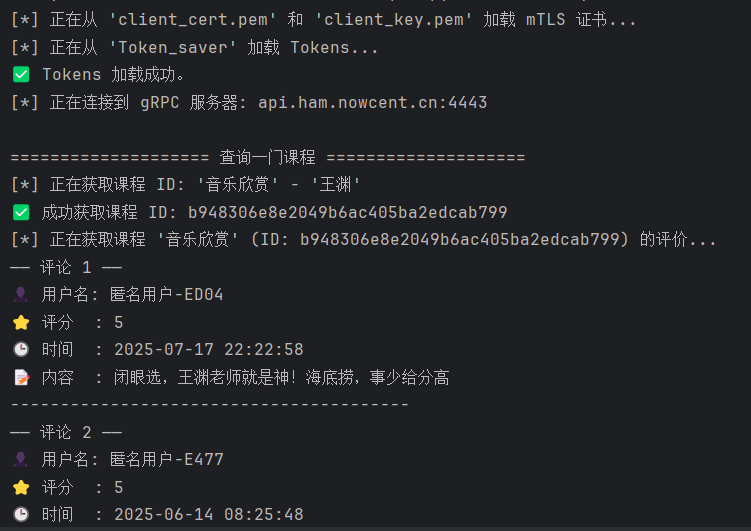 [*] 正在从 'client_cert.pem' 和 'client_key.pem' 加载 mTLS 证书...
[*] 正在从 'Token_saver' 加载 Tokens...
✅ Tokens 加载成功。
[*] 正在连接到 gRPC 服务器: api.ham.nowcent.cn:4443
==================== 查询一门课程 ====================
[*] 正在获取课程 ID: '音乐欣赏' - '王渊'
✅ 成功获取课程 ID: b948306e8e2049b6ac405ba2edcab799
[*] 正在获取课程 '音乐欣赏' (ID: b948306e8e2049b6ac405ba2edcab799) 的评价...
—— 评论 1 ——
👤 用户名: 匿名用户-ED04
⭐ 评分  : 5
🕒 时间  : 2025-07-17 22:22:58
📝 内容  : 闭眼选，王渊老师就是神！海底捞，事少给分高
----------------------------------------
—— 评论 2 ——
👤 用户名: 匿名用户-E477
⭐ 评分  : 5
🕒 时间  : 2025-06-14 08:25:48